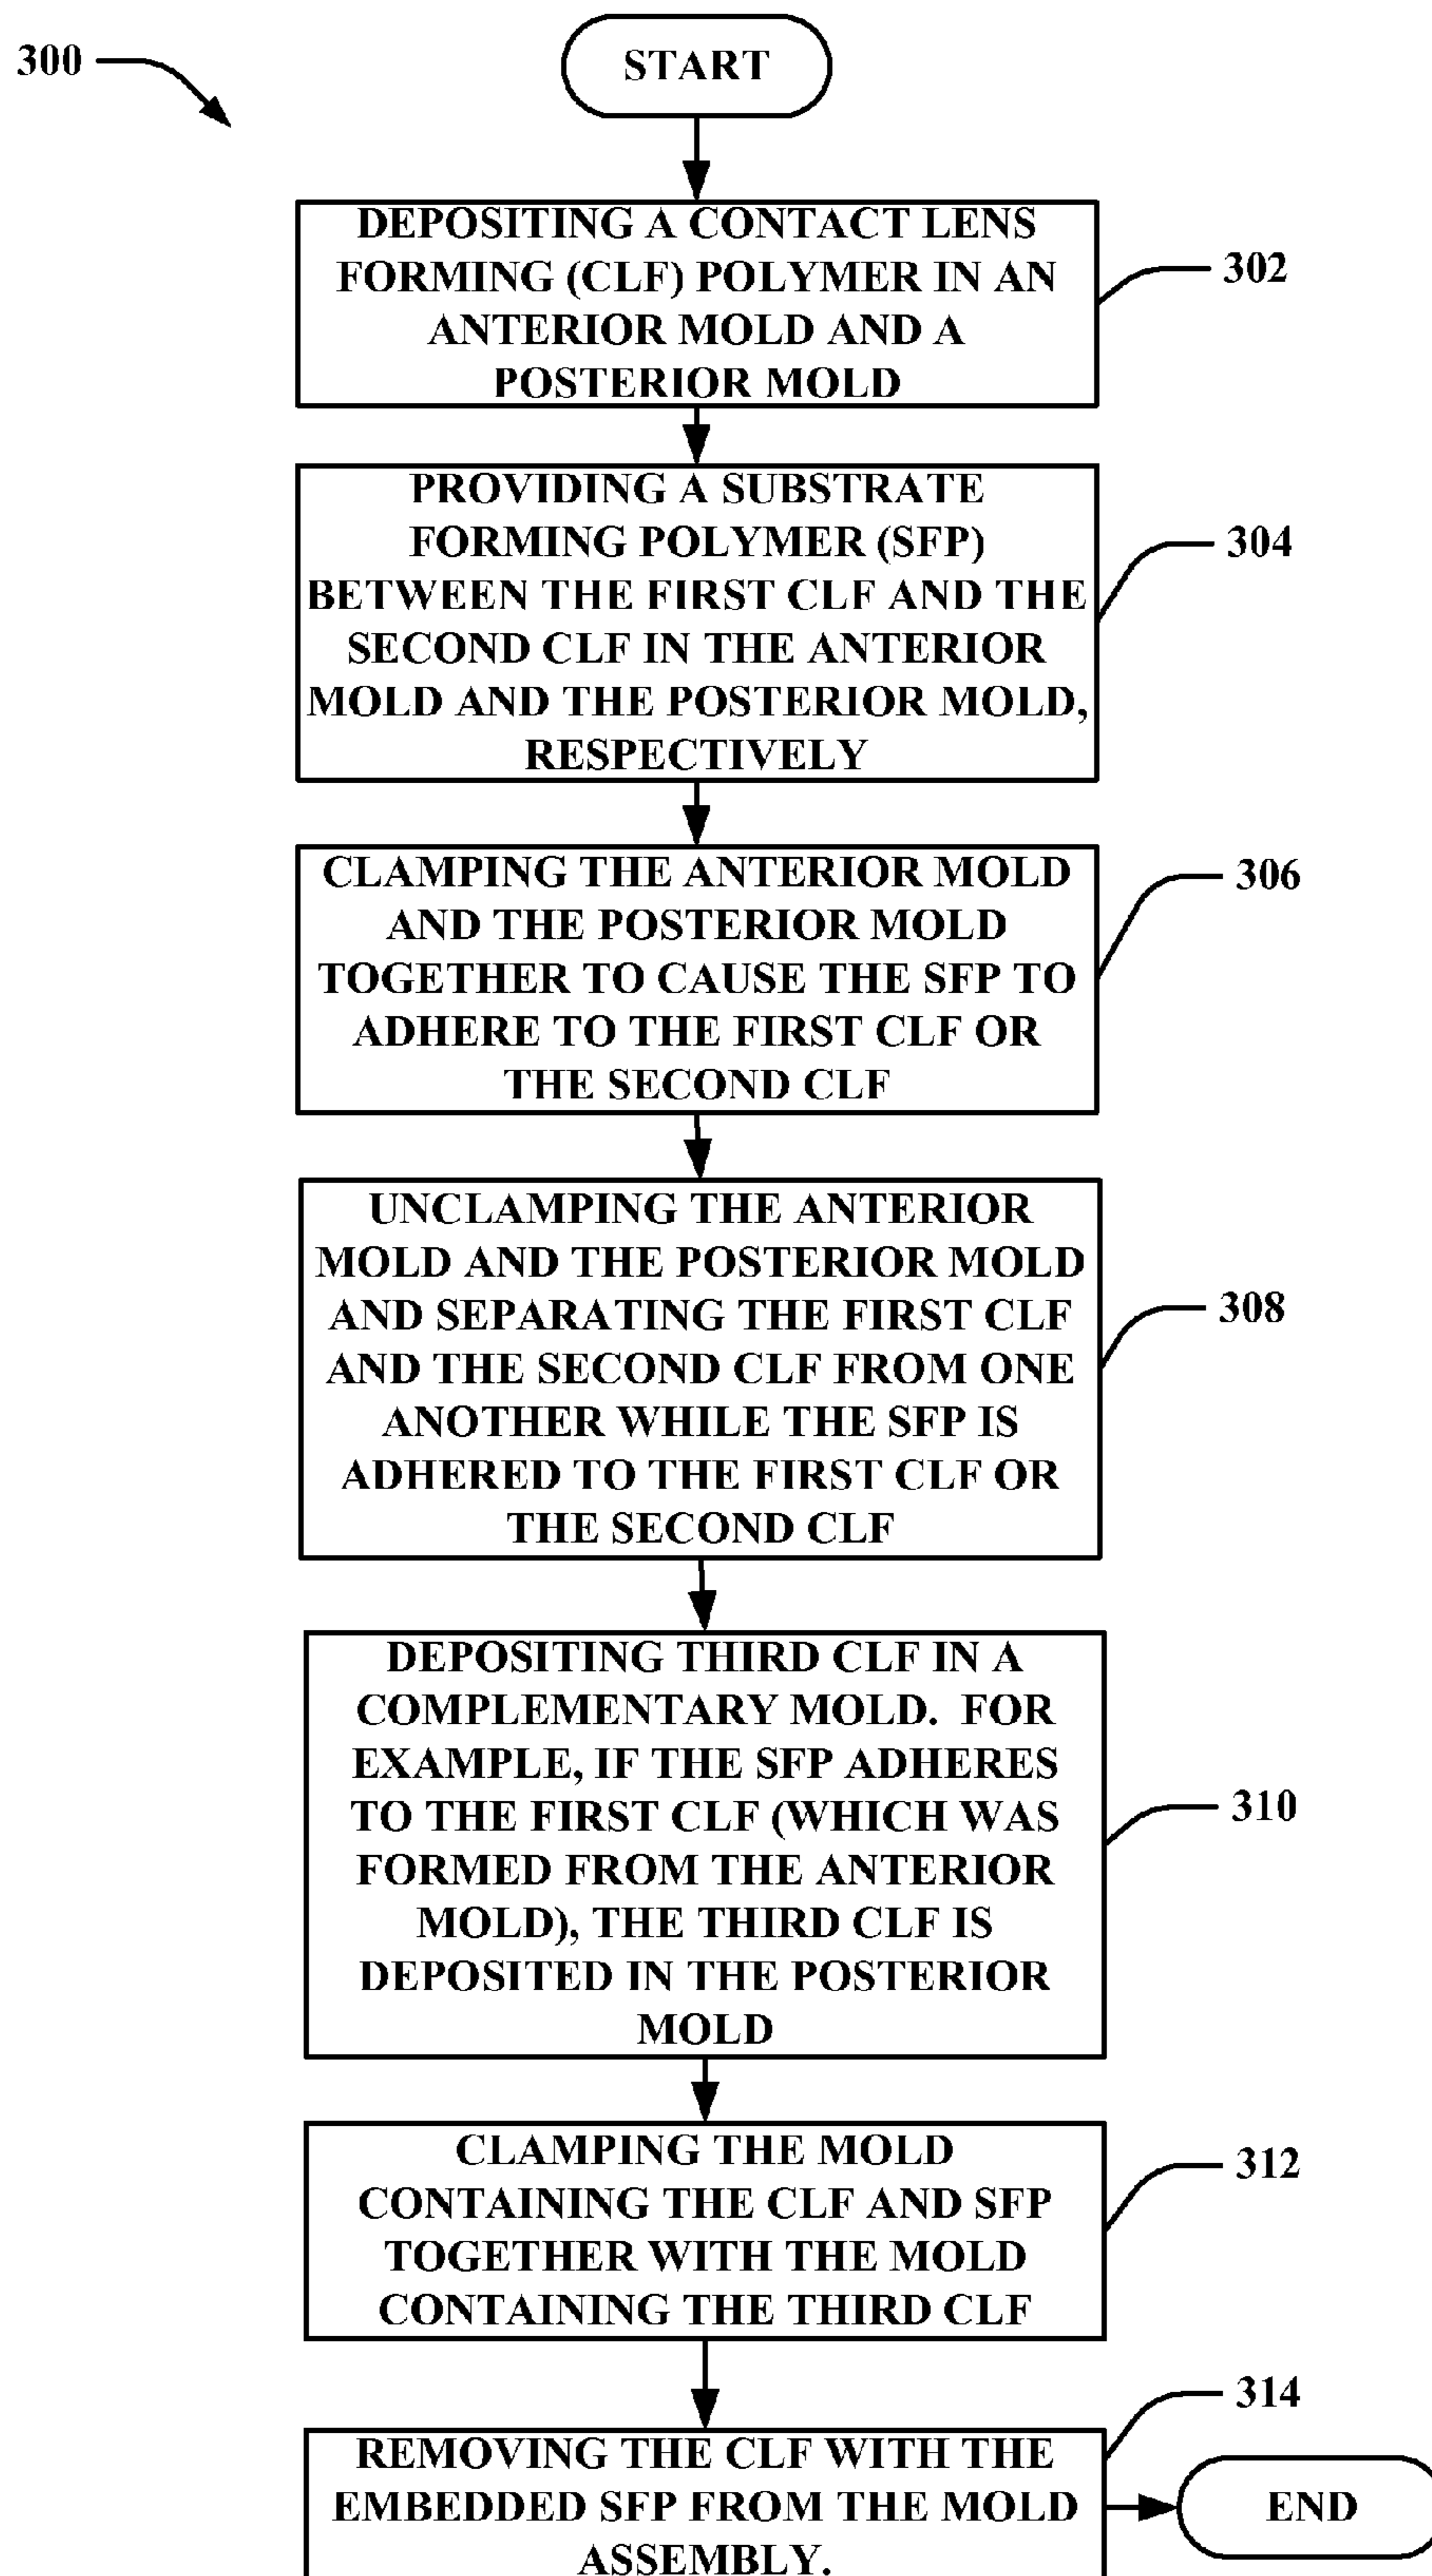 300
START
DEPOSITING A CONTACT LENS
FORMING (CLF) POLYMER IN AN
ANTERIOR MOLD AND A
POSTERIOR MOLD
302
PROVIDING A SUBSTRATE
FORMING POLYMER (SFP)
BETWEEN THE FIRST CLF AND THE
SECOND CLF IN THE ANTERIOR
MOLD AND THE POSTERIOR MOLD,
RESPECTIVELY
304
CLAMPING THE ANTERIOR MOLD
AND THE POSTERIOR MOLD
TOGETHER TO CAUSE THE SFP TO
ADHERE TO THE FIRST CLF OR
THE SECOND CLF
306
UNCLAMPING THE ANTERIOR
MOLD AND THE POSTERIOR MOLD
AND SEPARATING THE FIRST CLF
AND THE SECOND CLF FROM ONE
ANOTHER WHILE THE SFP IS
ADHERED TO THE FIRST CLF OR
THE SECOND CLF
308
DEPOSITING THIRD CLF IN A
COMPLEMENTARY MOLD.  FOR
EXAMPLE, IF THE SFP ADHERES
TO THE FIRST CLF (WHICH WAS
FORMED FROM THE ANTERIOR
MOLD), THE THIRD CLF IS
DEPOSITED IN THE POSTERIOR
MOLD
310
CLAMPING THE MOLD
CONTAINING THE CLF AND SFP
TOGETHER WITH THE MOLD
CONTAINING THE THIRD CLF
312
REMOVING THE CLF WITH THE
EMBEDDED SFP FROM THE MOLD
ASSEMBLY.
314
END